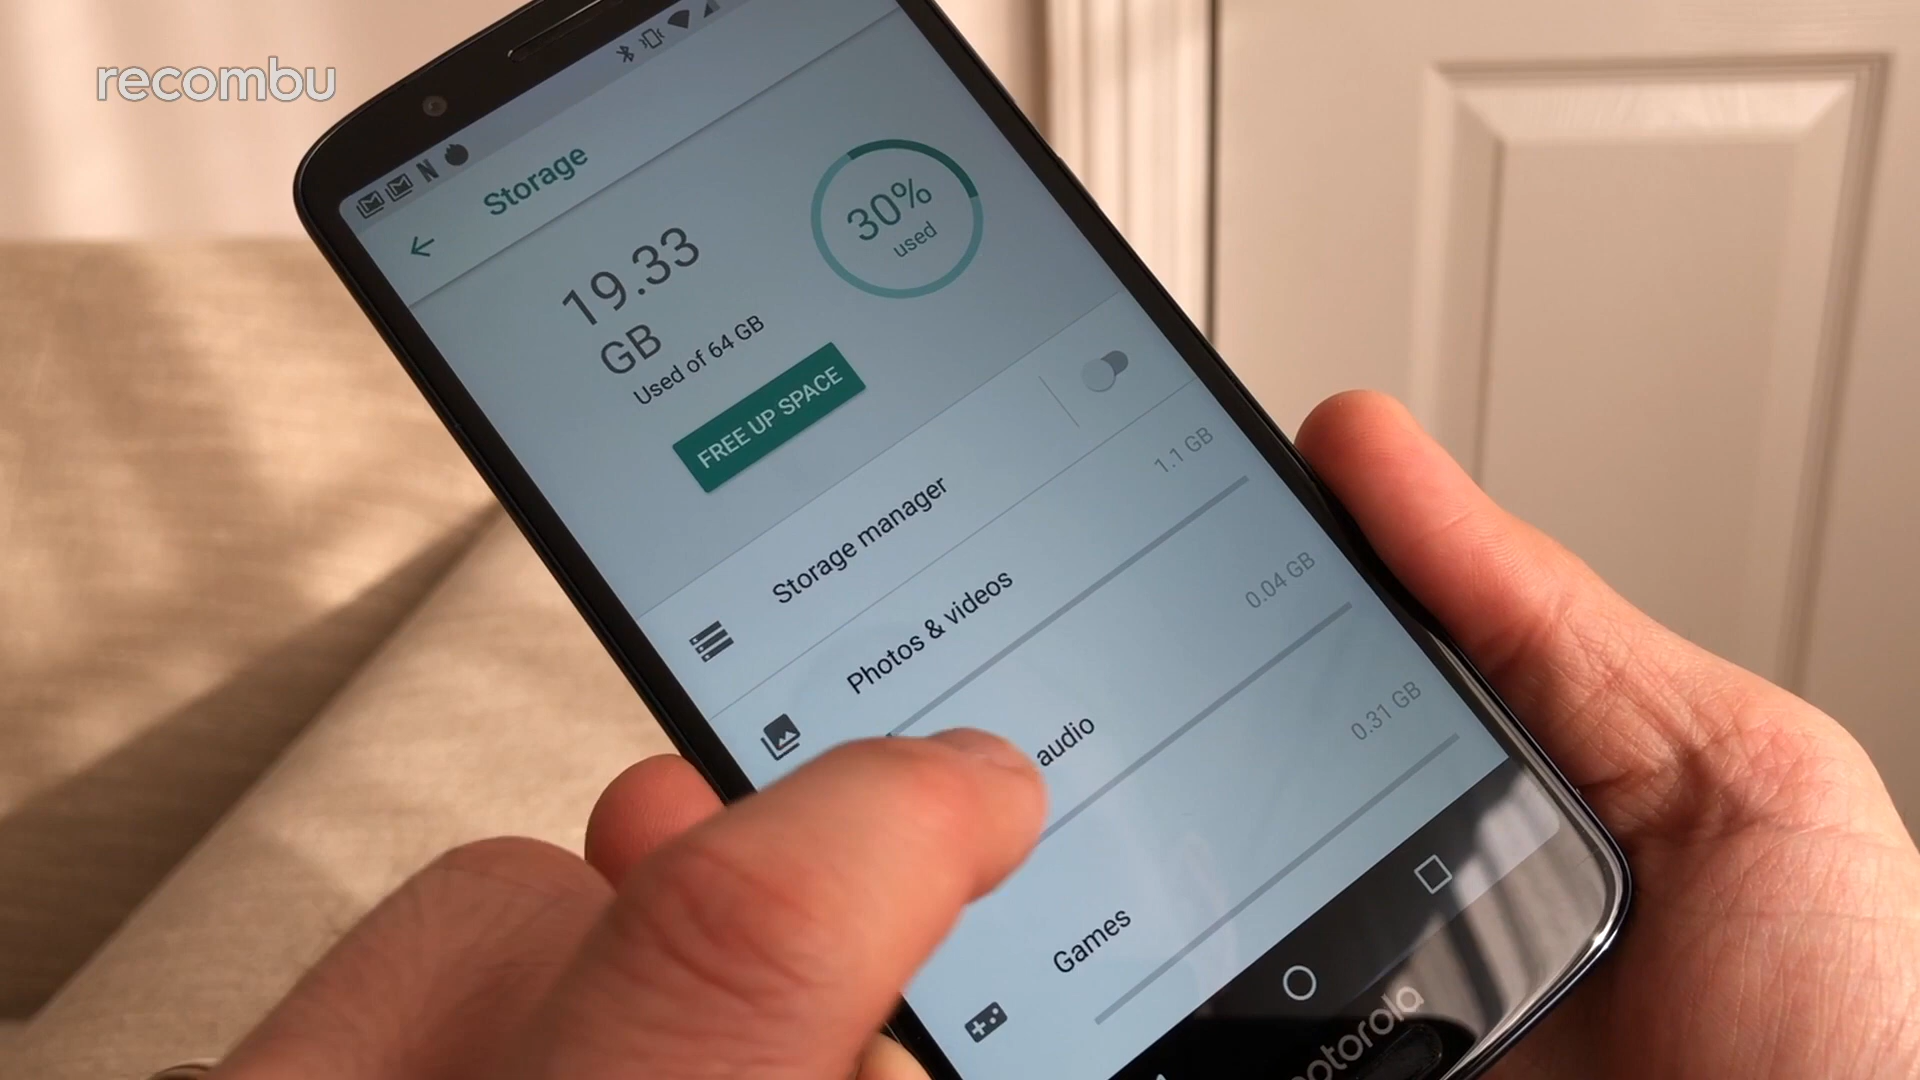 recombu
Storage
19.33
GB
Used of 64 GB
30%
used
FREE UP SPACE
Storage manager
Photos & videos
1.1 GB
audio
0.04 GB
Games
0.31 GB
motorola